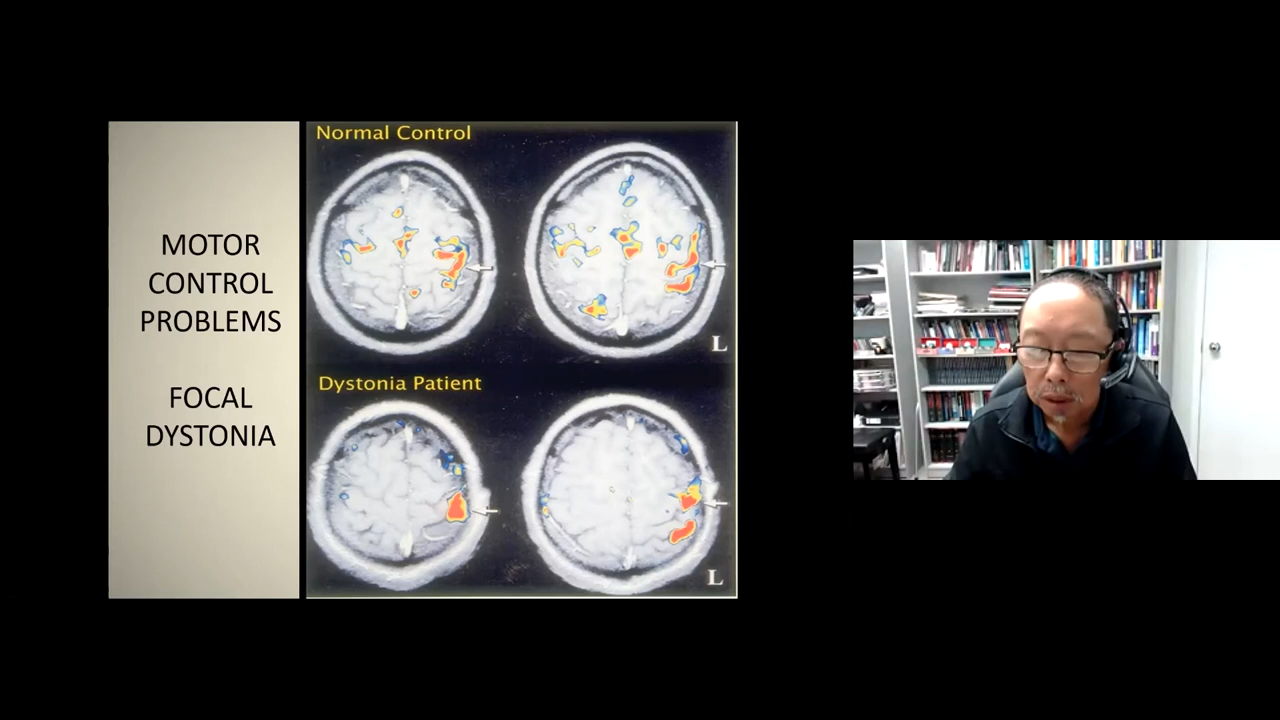 MOTOR
CONTROL
PROBLEMS
FOCAL
DYSTONIA
Normal Control
L
Dystonia Patient
L